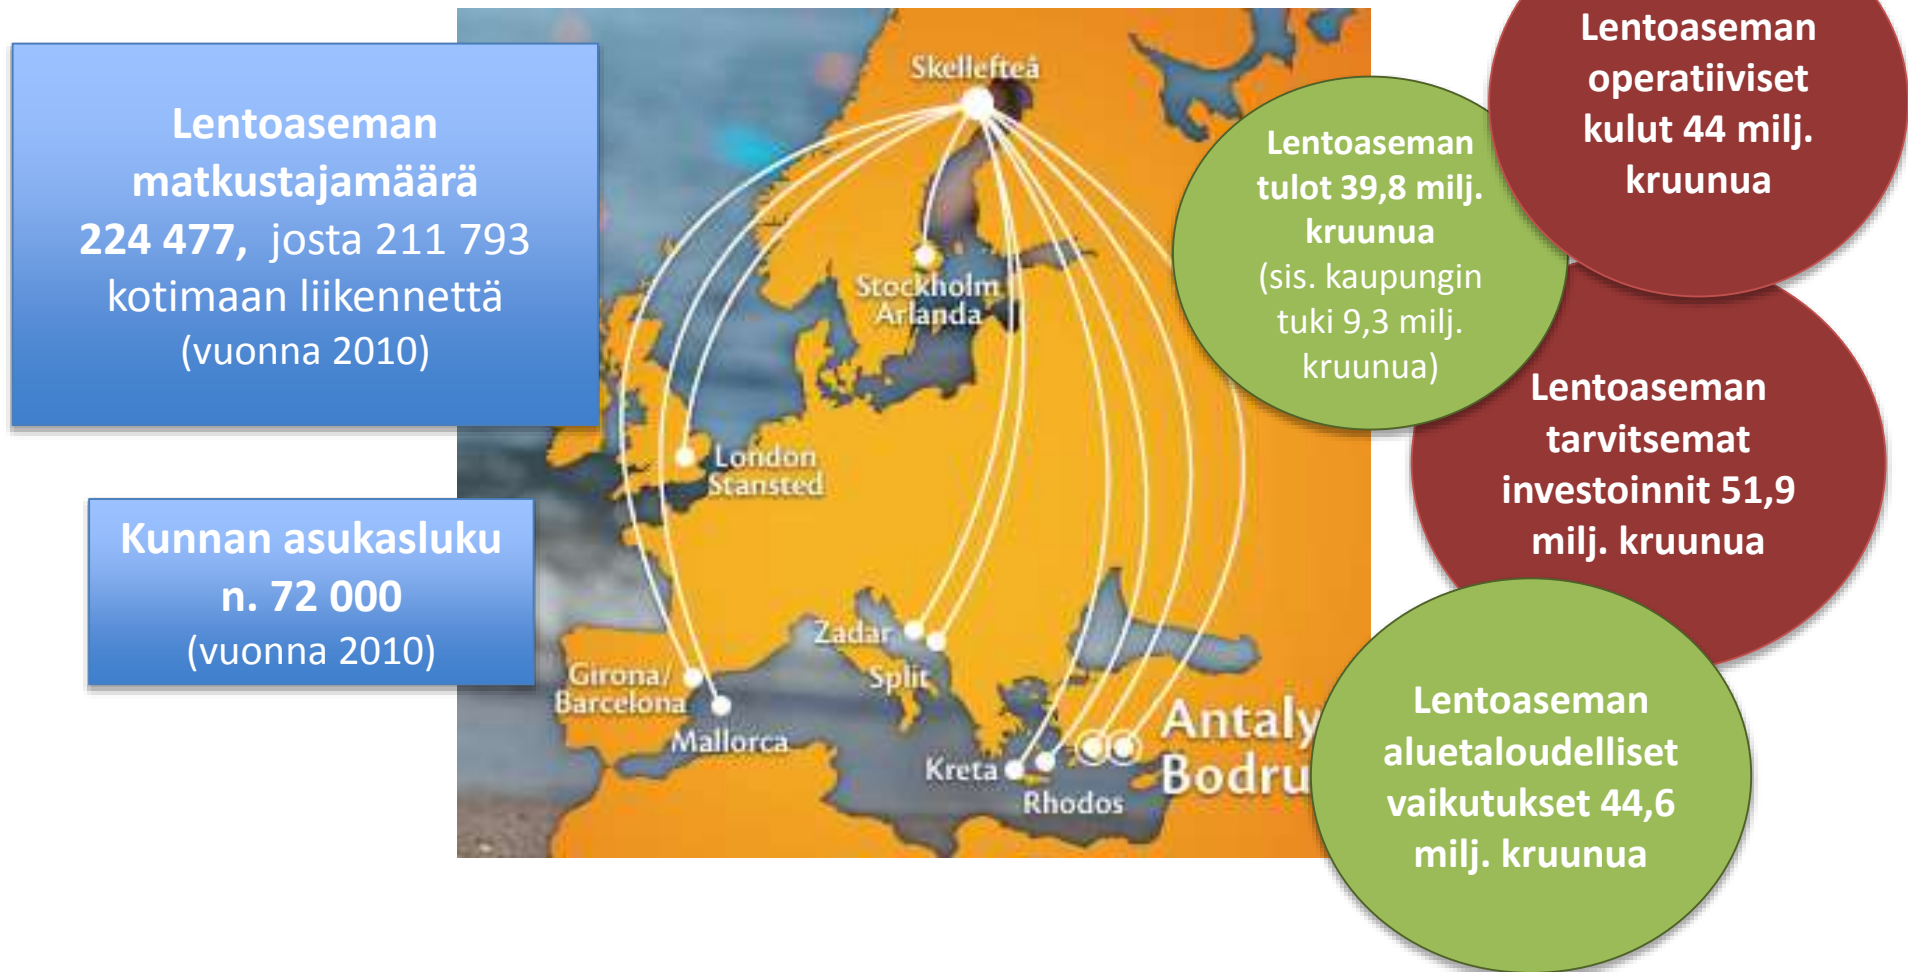 Lentoaseman
matkustajamäärä
224 477, josta 211 793
kotimaan liikennettä
(vuonna 2010)
Kunnan asukasluku
n. 72 000
(vuonna 2010)
Skellefteå
Stockholm
Arlanda
London
Stansted
Zadar
Split
Girona/
Barcelona
Mallorca
Kreta
Rhodos
Antaly
Bodru
Lentoaseman
tulot 39,8 milj.
kruunua
(sis. kaupungin
tuki 9,3 milj.
kruunua)
Lentoaseman
operatiiviset
kulut 44 milj.
kruunua
Lentoaseman
tarvitsemat
investoinnit 51,9
milj. kruunua
Lentoaseman
aluetaloudelliset
vaikutukset 44,6
milj. kruunua